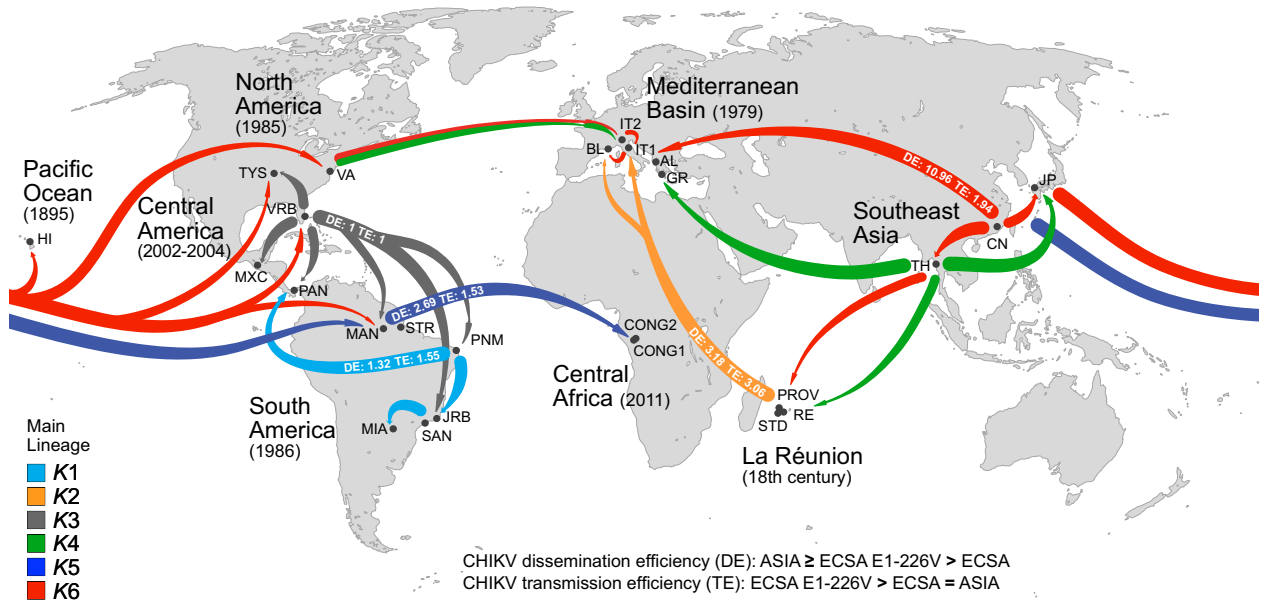 North
America
(1985)
Mediterranean
Basin (1979)
IT2
BL
IT1
AL
GR
Pacific
Ocean
(1895)
HI
TYS
VA
Central
America
(2002-2004)
VRB
DE: 1 TE: 1
MXC
PAN
DE: 10.96 TE: 1.94
JP
Southeast
Asia
CN
TH
DE: 2.69 TE: 1.53
MAN
STR
PNM
DE: 1.32 TE: 1.55
CONG2
CONG1
Central
Africa (2011)
DE: 3.18 TE: 3.06
PROV
RE
STD
South
America
(1986)
MIA
JRB
SAN
La Réunion
(18th century)
Main
Lineage
K1
K2
K3
K4
K5
K6
CHIKV dissemination efficiency (DE): ASIA ≥ ECSA E1-226V > ECSA
CHIKV transmission efficiency (TE): ECSA E1-226V > ECSA = ASIA